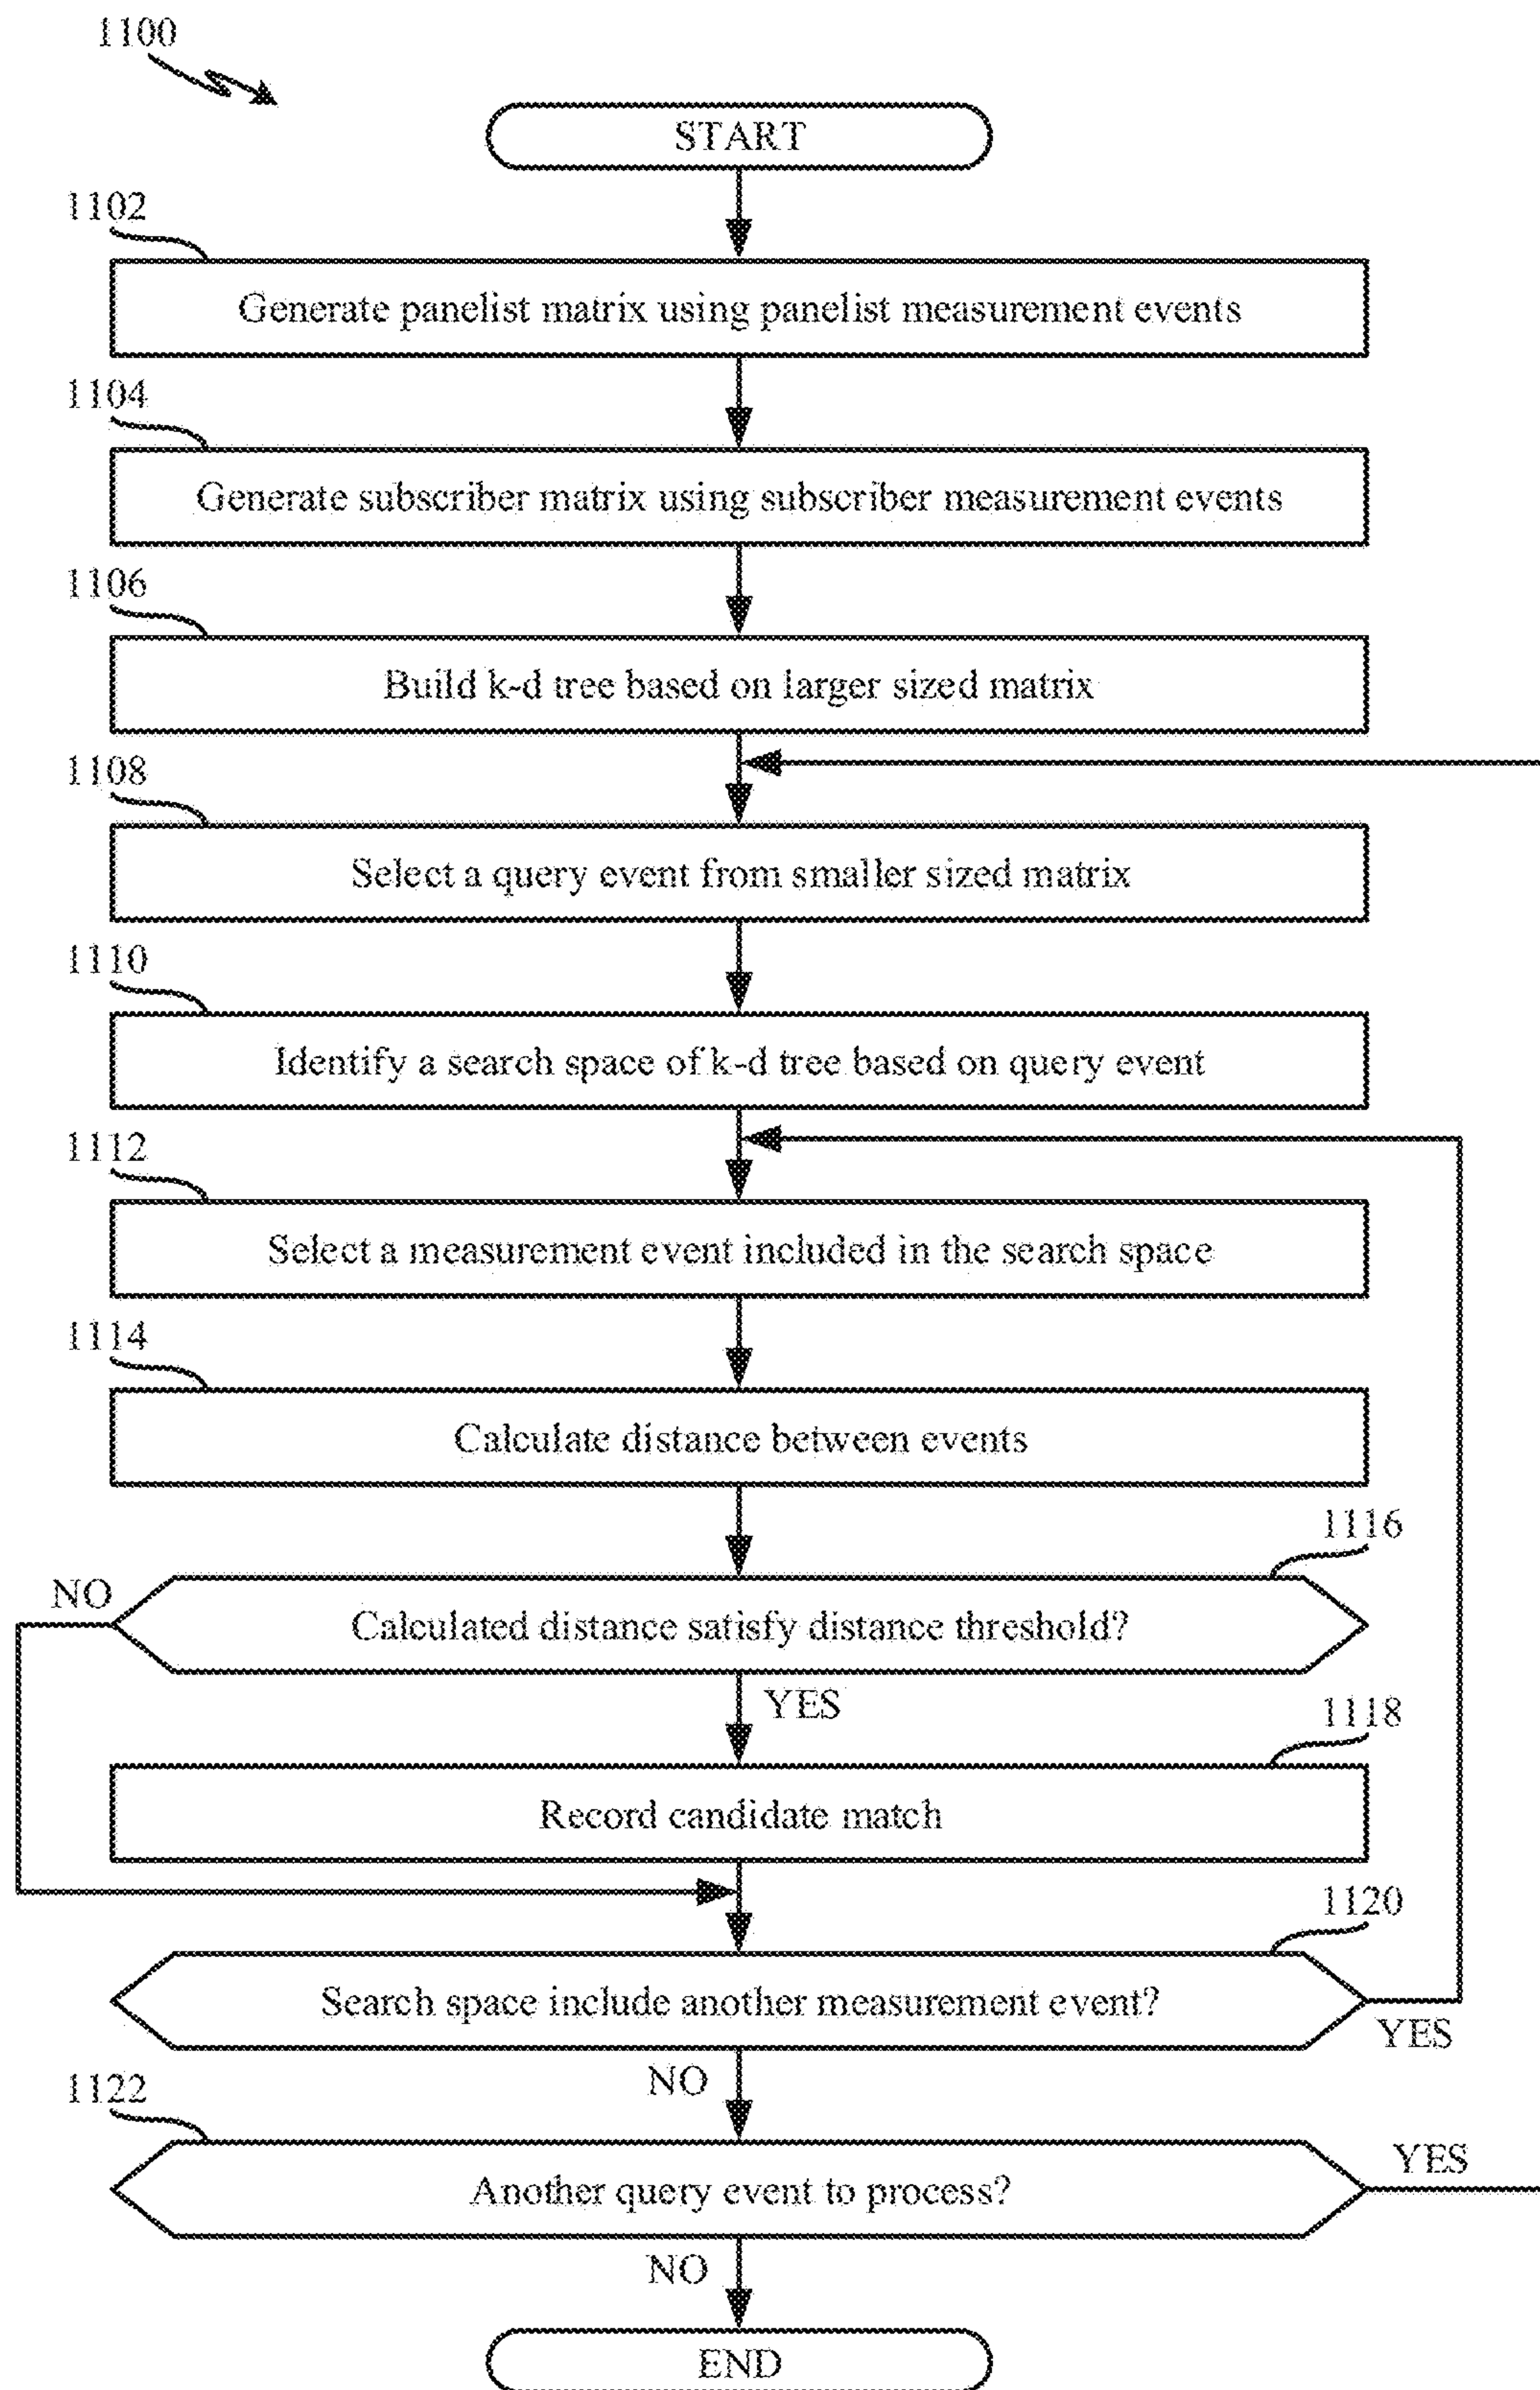 1100
START
1102
Generate panelist matrix using panelist measurement events
1104
Generate subscriber matrix using subscriber measurement events
1106
Build k-d tree based on larger sized matrix
1108
Select a query event from smaller sized matrix
1110
Identify a search space of k-d tree based on query event
1112
Select a measurement event included in the search space
1114
Calculate distance between events
1116
NO
Calculated distance satisfy distance threshold?
YES
1118
Record candidate match
1120
Search space include another measurement event?
YES
NO
1122
YES
Another query event to process?
NO
END